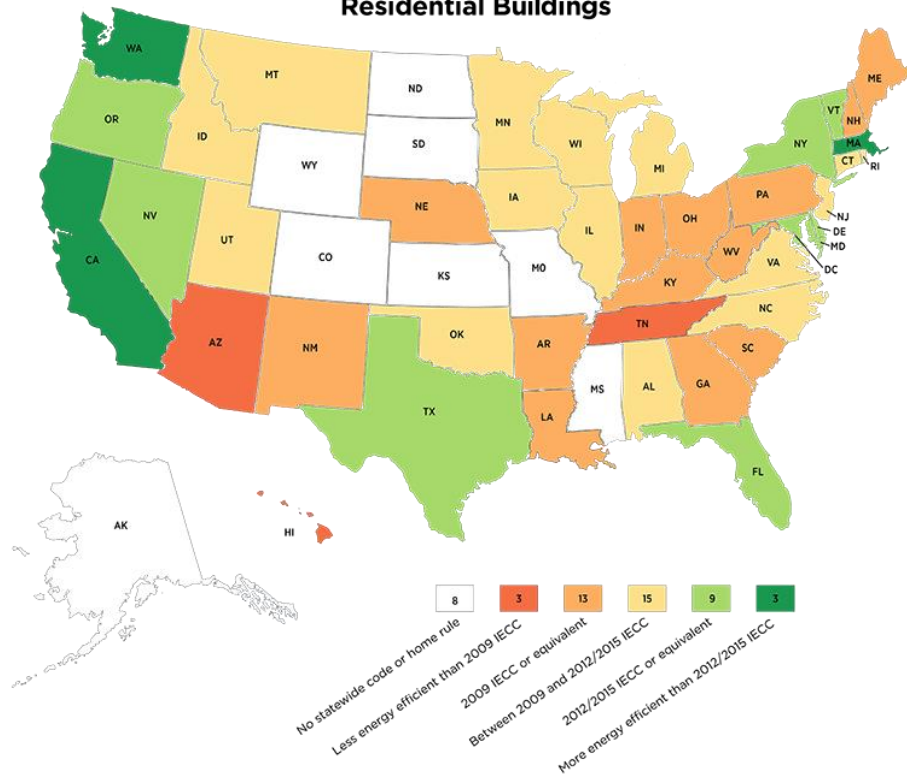 Residential Buildings
WA
MT
ND
ME
OR
ID
MN
VT
NH
SD
WI
NY
MA
WY
MI
CT
RI
NV
NE
IA
PA
UT
IL
IN
OH
NJ
DE
MD
CO
WV
CA
KS
MO
KY
VA
DC
AZ
NM
OK
TN
NC
AR
SC
MS
AL
GA
LA
TX
FL
AK
HI
8
3
13
15
9
3
No statewide code or home rule
Less energy efficient than 2009 IECC
2009 IECC or equivalent
Between 2009 and 2012/2015 IECC
2012/2015 IECC or equivalent
More energy efficient than 2012/2015 IECC